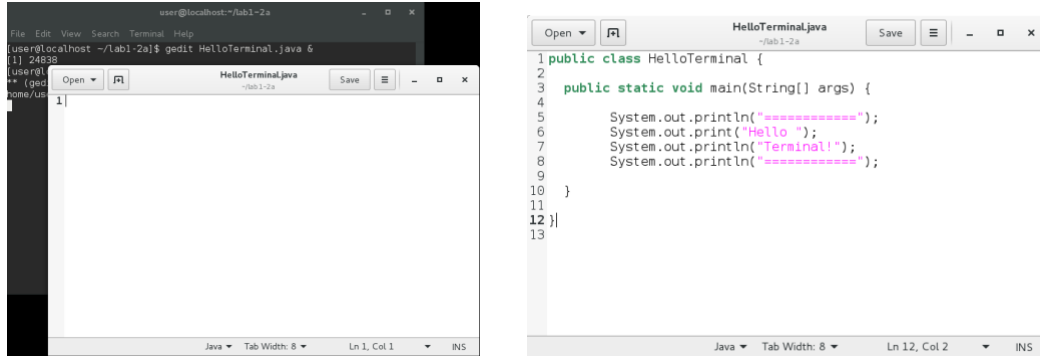 user@localhost:~/lab1-2a
File Edit View Search Terminal Help
[user@localhost ~/lab1-2a]$ gedit HelloTerminal.java &
[1] 24838
[user@l
** (ged
home/us
Open HelloTerminal.java Save
~/lab1-2a
1
Java Tab Width: 8 Ln 1, Col 1 INS
Open HelloTerminal.java Save
~/lab1-2a
1 public class HelloTerminal {
2
3 public static void main(String[] args) {
4
5 System.out.println("============");
6 System.out.print("Hello ");
7 System.out.println("Terminal!");
8 System.out.println("============");
9
10 }
11
12 }
13
Java Tab Width: 8 Ln 12, Col 2 INS